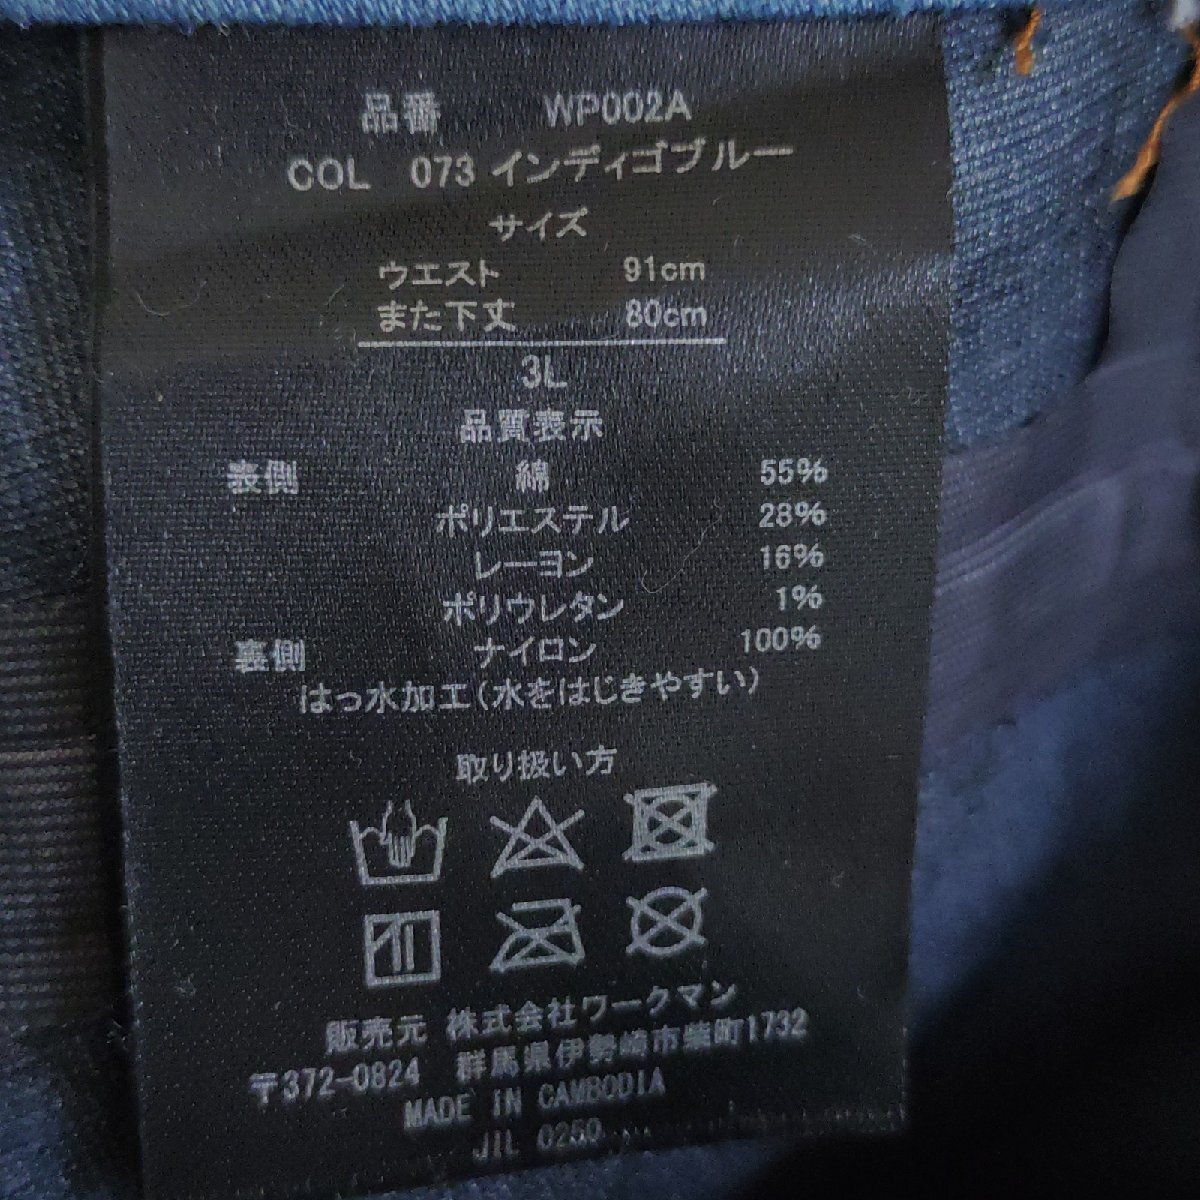 品番 WP002A
COL 073 インディゴブルー
サイズ
ウエスト 91cm
また下丈 80cm
3L
品質表示
表側 綿 55%
ポリエステル 28%
レーヨン 16%
ポリウレタン 1%
裏側 ナイロン 100%
はっ水加工(水をはじきやすい)
取り扱い方
販売元 株式会社ワークマン
〒372-0824 群馬県伊勢崎市柴町1732
MADE IN CAMBODIA
JIL 0250